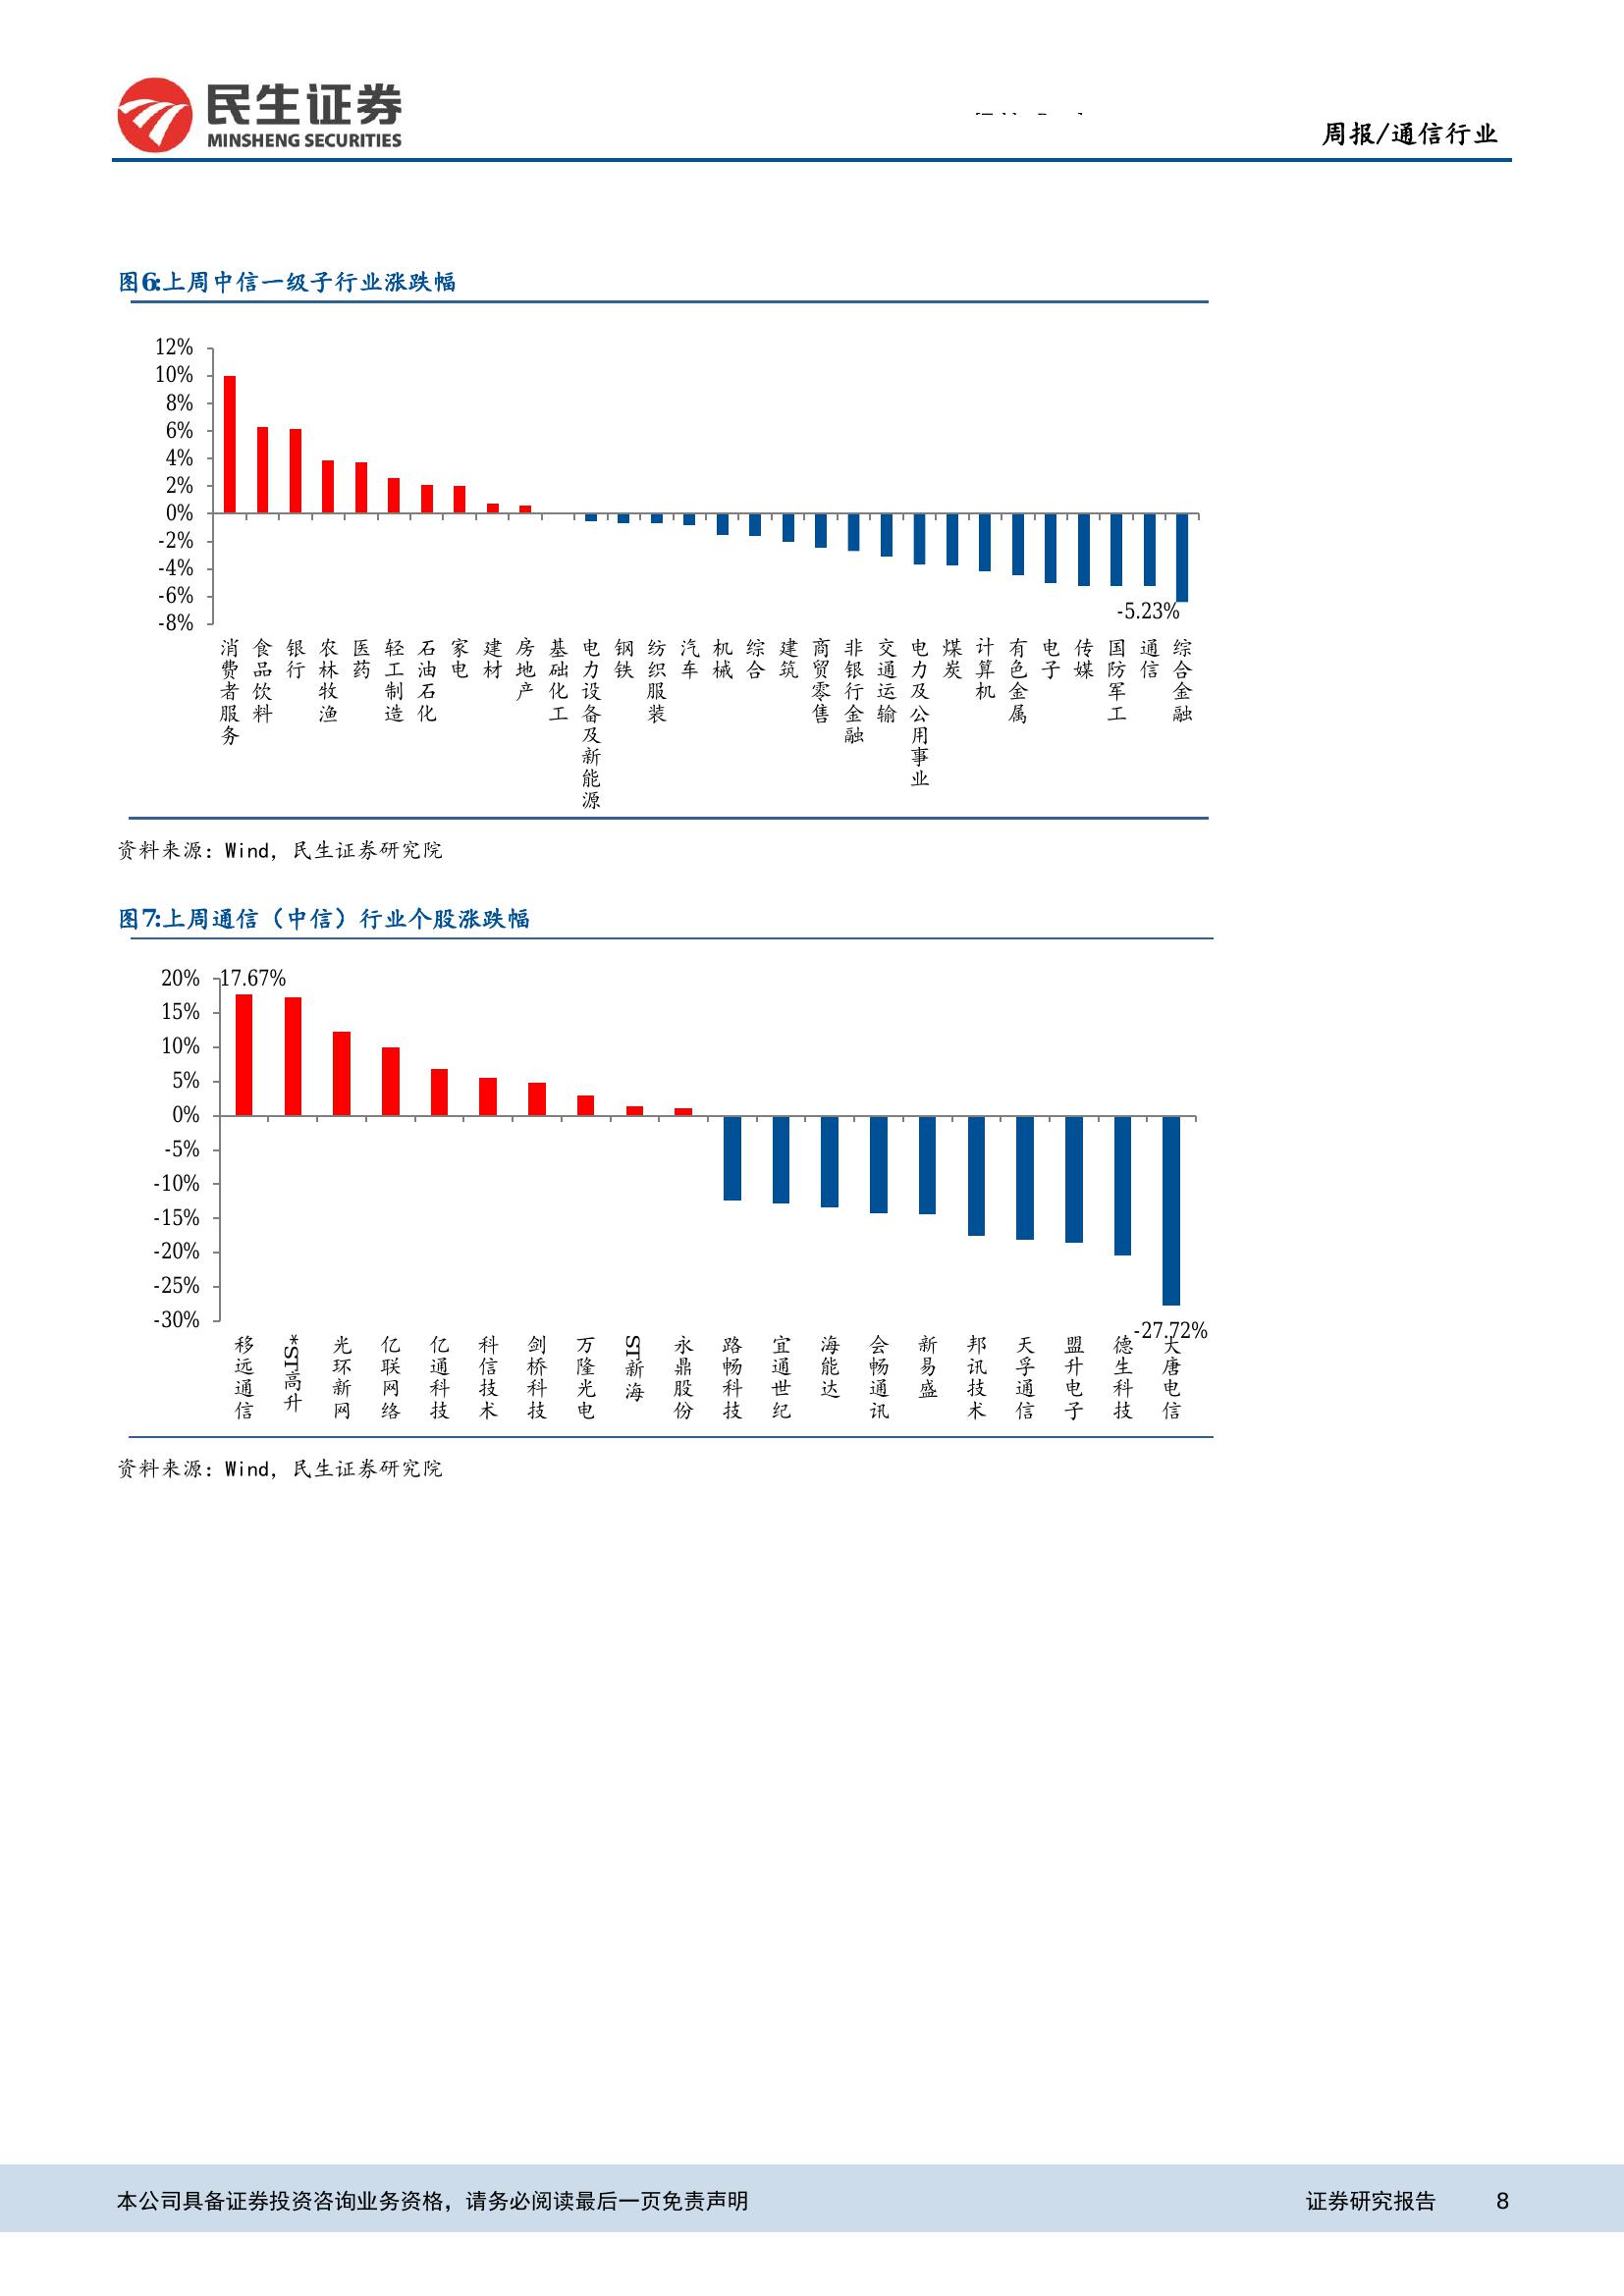 民生证券
MINSHENG SECURITIES
周报/通信行业
图6:上周中信一级子行业涨跌幅
12%
10%
8%
6%
4%
2%
0%
-2%
-4%
-6%
-8%
-5.23%
消费者服务
食品饮料
银行
农林牧渔
医药
轻工制造
石油石化
家电
建材
房地产
基础化工
电力设备及新能源
钢铁
纺织服装
汽车
机械
综合
建筑
商贸零售
非银行金融
交通运输
电力及公用事业
煤炭
计算机
有色金属
电子
传媒
国防军工
通信
综合金融
资料来源：Wind，民生证券研究院
图7:上周通信（中信）行业个股涨跌幅
20%
15%
10%
5%
0%
-5%
-10%
-15%
-20%
-25%
-30%
17.67%
-27.72%
移远通信
*ST高升
光环新网
亿联网络
亿通科技
科信技术
剑桥科技
万隆光电
ST新海
永鼎股份
路畅科技
宜通世纪
海能达
会畅通讯
新易盛
邦讯技术
天孚通信
盟升电子
德生科技
大唐电信
资料来源：Wind，民生证券研究院
本公司具备证券投资咨询业务资格，请务必阅读最后一页免责声明
证券研究报告 8